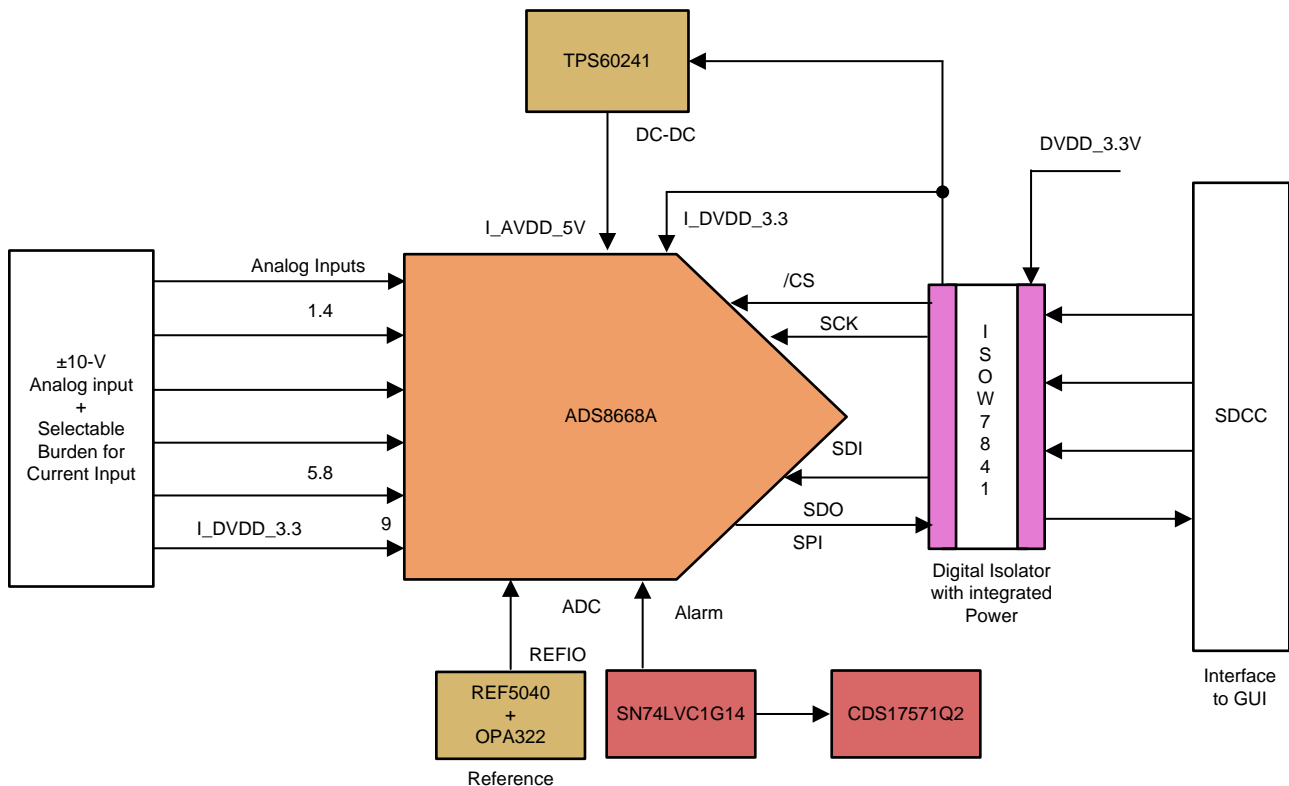 TPS60241
DC-DC
DVDD_3.3V
I_AVDD_5V
I_DVDD_3.3
Analog Inputs
1.4
5.8
I_DVDD_3.3
9
±10-V
Analog input
+
Selectable
Burden for
Current Input
ADS8668A
/CS
SCK
SDI
SDO
SPI
I
S
O
W
7
8
4
1
SDCC
Digital Isolator
with integrated
Power
ADC
Alarm
REFIO
REF5040
+
OPA322
Reference
SN74LVC1G14
CDS17571Q2
Interface
to GUI